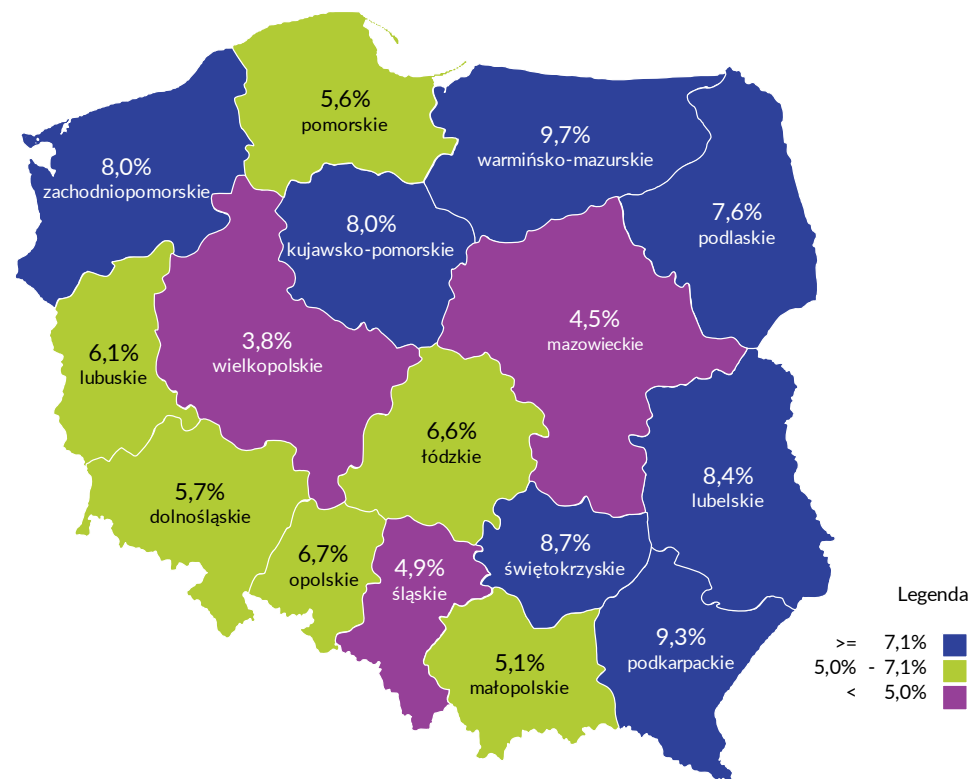 5,6%
pomorskie
9,7%
warmińsko-mazurskie
8,0%
zachodniopomorskie
7,6%
podlaskie
8,0%
kujawsko-pomorskie
4,5%
mazowieckie
3,8%
wielkopolskie
6,1%
lubuskie
6,6%
łódzkie
8,4%
lubelskie
5,7%
dolnośląskie
8,7%
świętokrzyskie
6,7%
opolskie
4,9%
śląskie
9,3%
podkarpackie
5,1%
małopolskie
Legenda
>= 7,1%
5,0% - 7,1%
< 5,0%